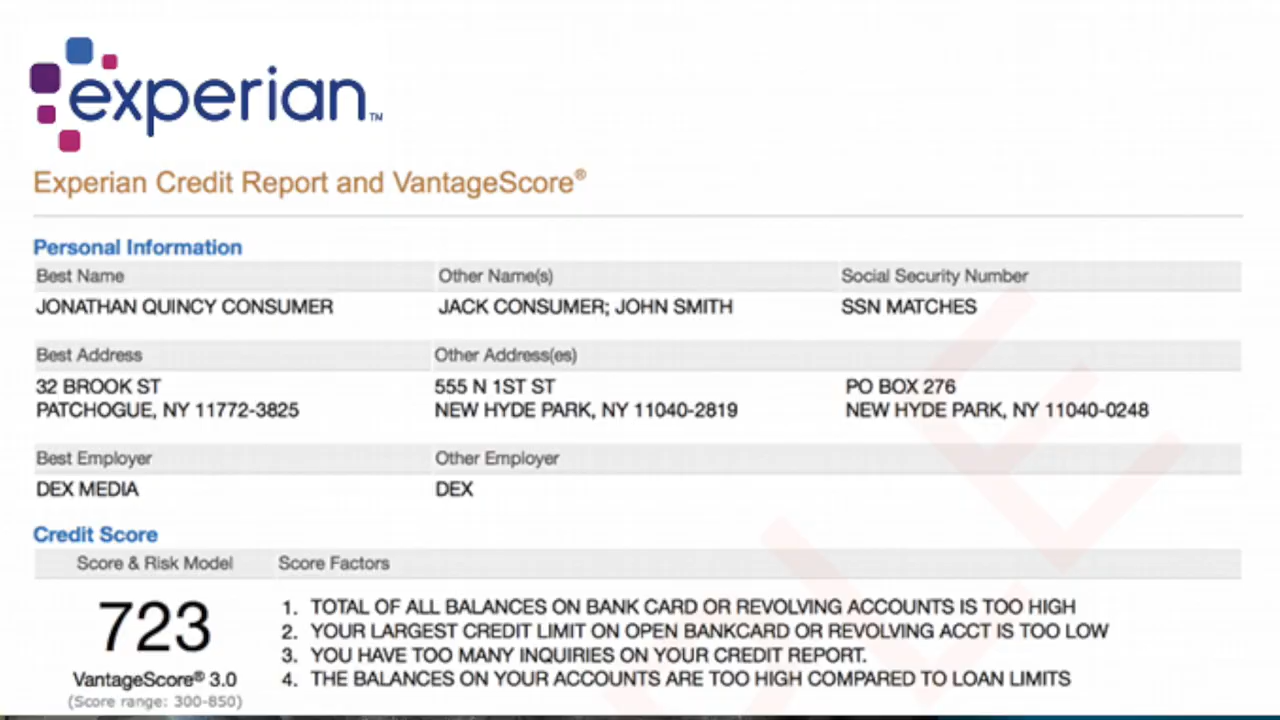 experian™
Experian Credit Report and VantageScore®
Personal Information
Best Name Other Name(s) Social Security Number
JONATHAN QUINCY CONSUMER JACK CONSUMER; JOHN SMITH SSN MATCHES
Best Address Other Address(es)
32 BROOK ST 555 N 1ST ST PO BOX 276
PATCHOGUE, NY 11772-3825 NEW HYDE PARK, NY 11040-2819 NEW HYDE PARK, NY 11040-0248
Best Employer Other Employer
DEX MEDIA DEX
Credit Score
Score & Risk Model Score Factors
723
VantageScore® 3.0
(Score range: 300-850)
1. TOTAL OF ALL BALANCES ON BANK CARD OR REVOLVING ACCOUNTS IS TOO HIGH
2. YOUR LARGEST CREDIT LIMIT ON OPEN BANKCARD OR REVOLVING ACCT IS TOO LOW
3. YOU HAVE TOO MANY INQUIRIES ON YOUR CREDIT REPORT.
4. THE BALANCES ON YOUR ACCOUNTS ARE TOO HIGH COMPARED TO LOAN LIMITS